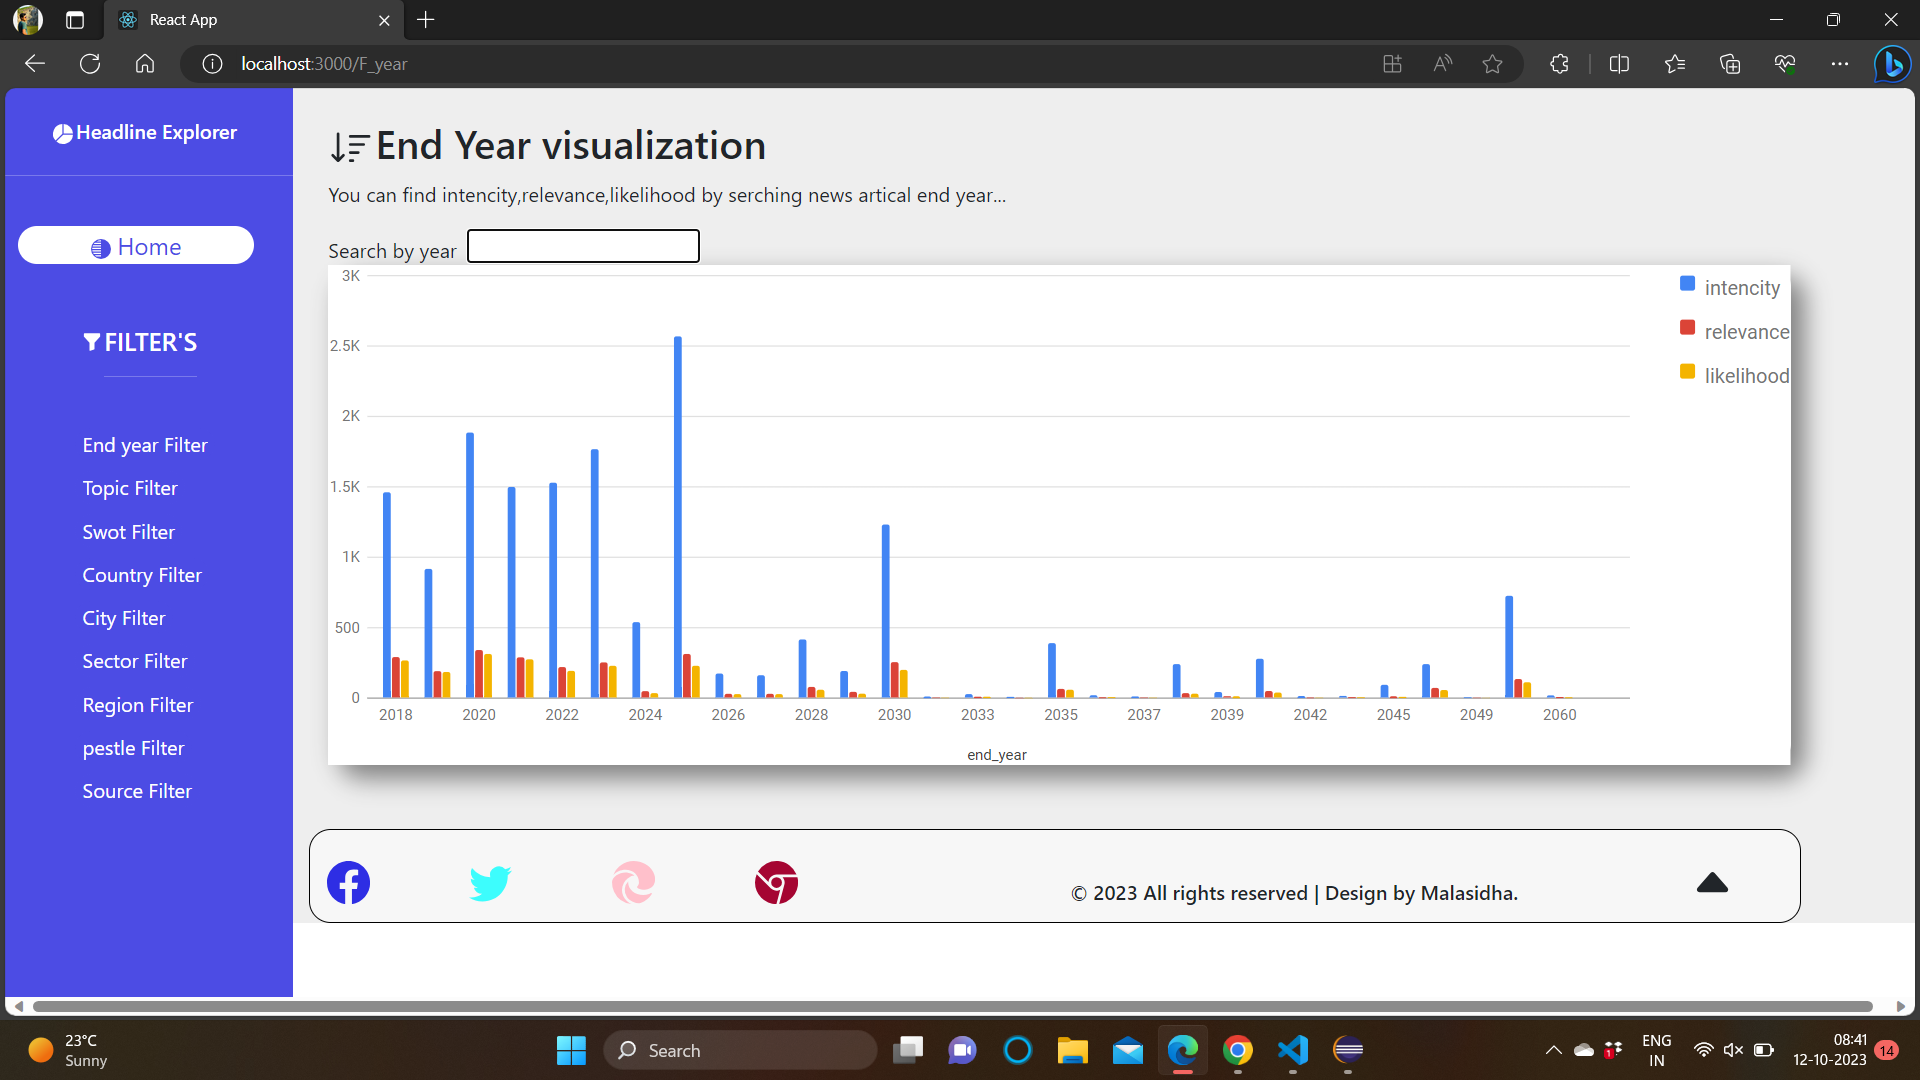 React App
localhost:3000/F_year
Headline Explorer
Home
FILTER'S
End year Filter
Topic Filter
Swot Filter
Country Filter
City Filter
Sector Filter
Region Filter
pestle Filter
Source Filter
End Year visualization
You can find intencity,relevance,likelihood by serching news artical end year...
Search by year
3K
2.5K
2K
1.5K
1K
500
0
2018 2020 2022 2024 2026 2028 2030 2033 2035 2037 2039 2042 2045 2049 2060
end_year
intencity
relevance
likelihood
© 2023 All rights reserved | Design by Malasidha.
23°C
Sunny
Search
1
ENG
IN
08:41
12-10-2023
14